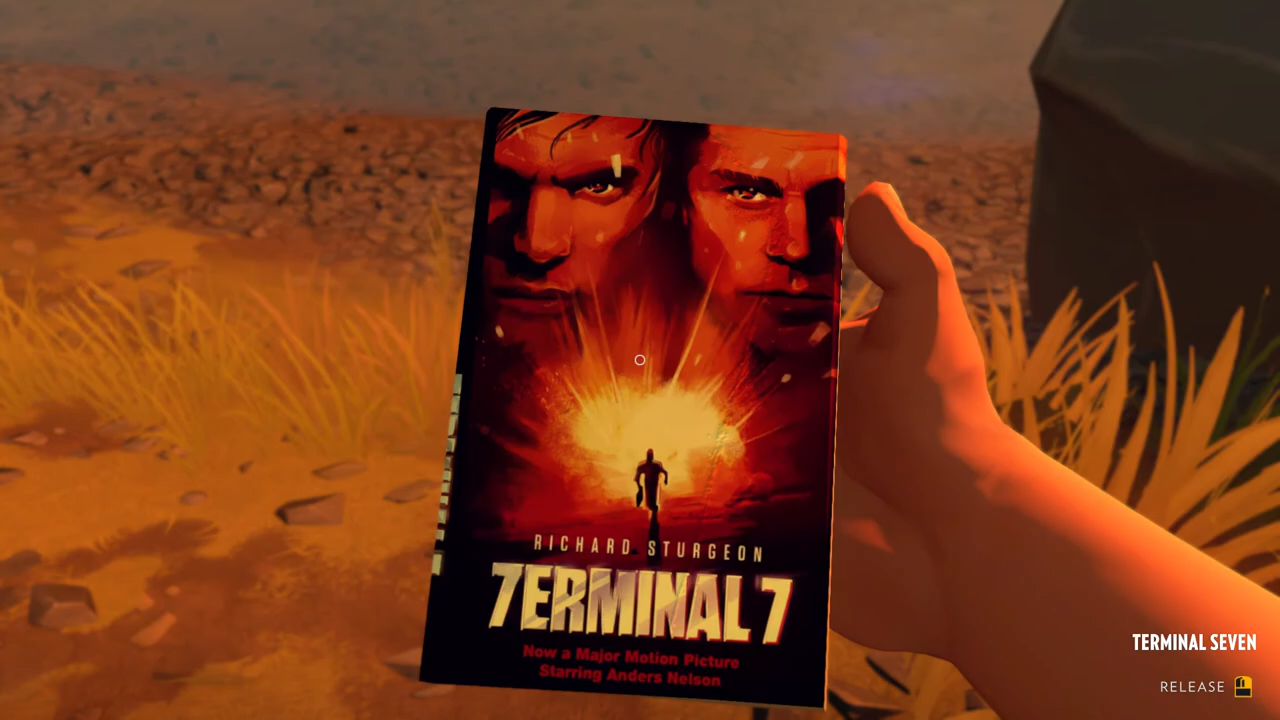 RICHARD STURGEON
7ERMINAL 7
Now a Major Motion Picture
Starring Anders Nelson
TERMINAL SEVEN
RELEASE